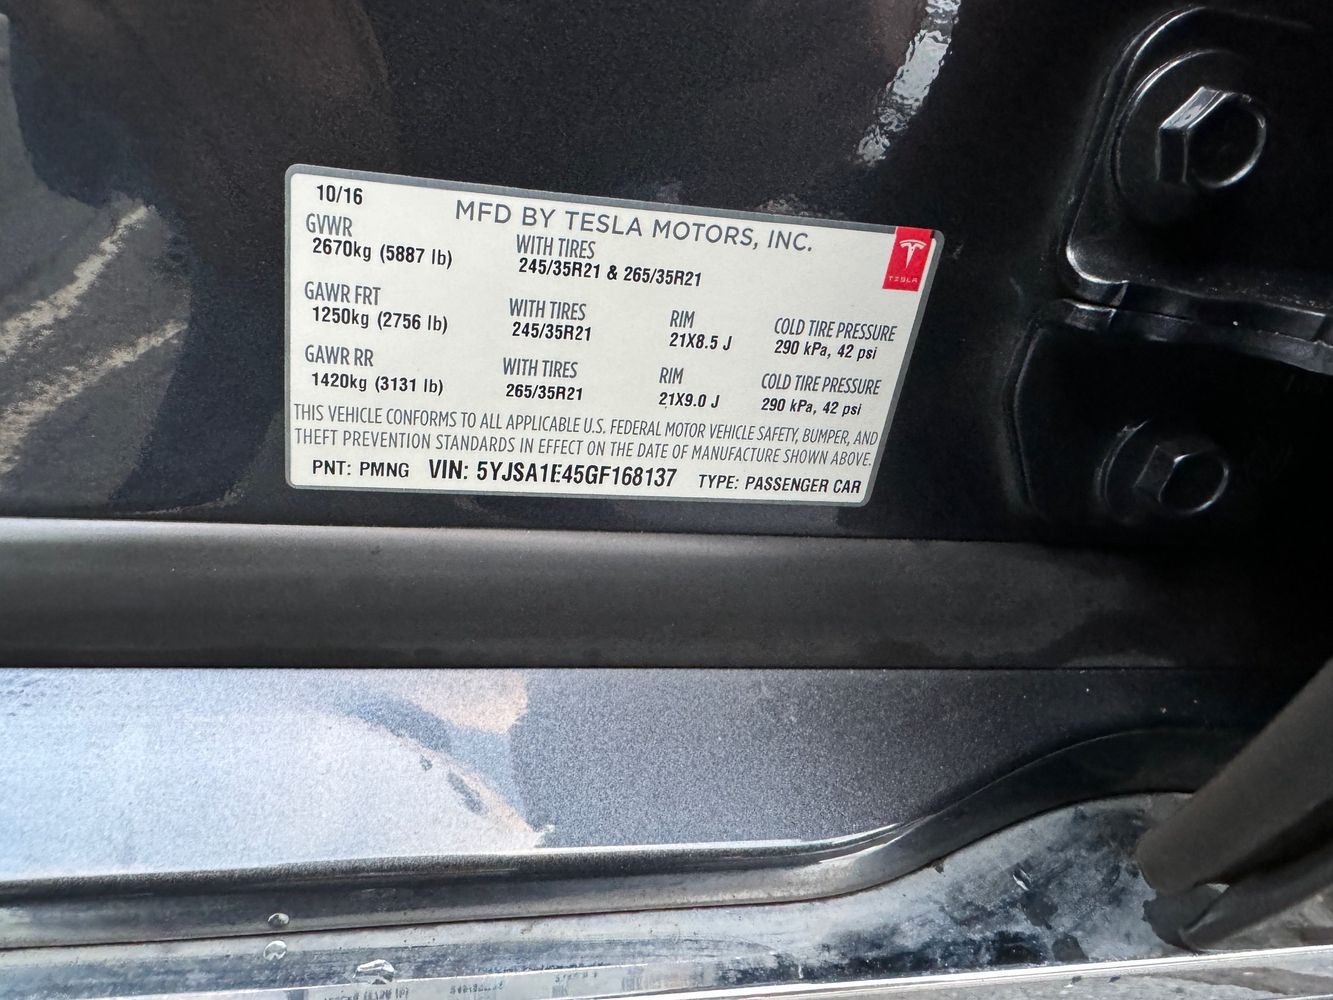 10/16
MFD BY TESLA MOTORS, INC.
TESLA
GVWR
2670kg (5887 lb)
WITH TIRES
245/35R21 & 265/35R21
GAWR FRT
1250kg (2756 lb)
WITH TIRES
245/35R21
RIM
21X8.5 J
COLD TIRE PRESSURE
290 kPa, 42 psi
GAWR RR
1420kg (3131 lb)
WITH TIRES
265/35R21
RIM
21X9.0 J
COLD TIRE PRESSURE
290 kPa, 42 psi
THIS VEHICLE CONFORMS TO ALL APPLICABLE U.S. FEDERAL MOTOR VEHICLE SAFETY, BUMPER, AND
THEFT PREVENTION STANDARDS IN EFFECT ON THE DATE OF MANUFACTURE SHOWN ABOVE.
PNT: PMNG VIN: 5YJSA1E45GF168137 TYPE: PASSENGER CAR